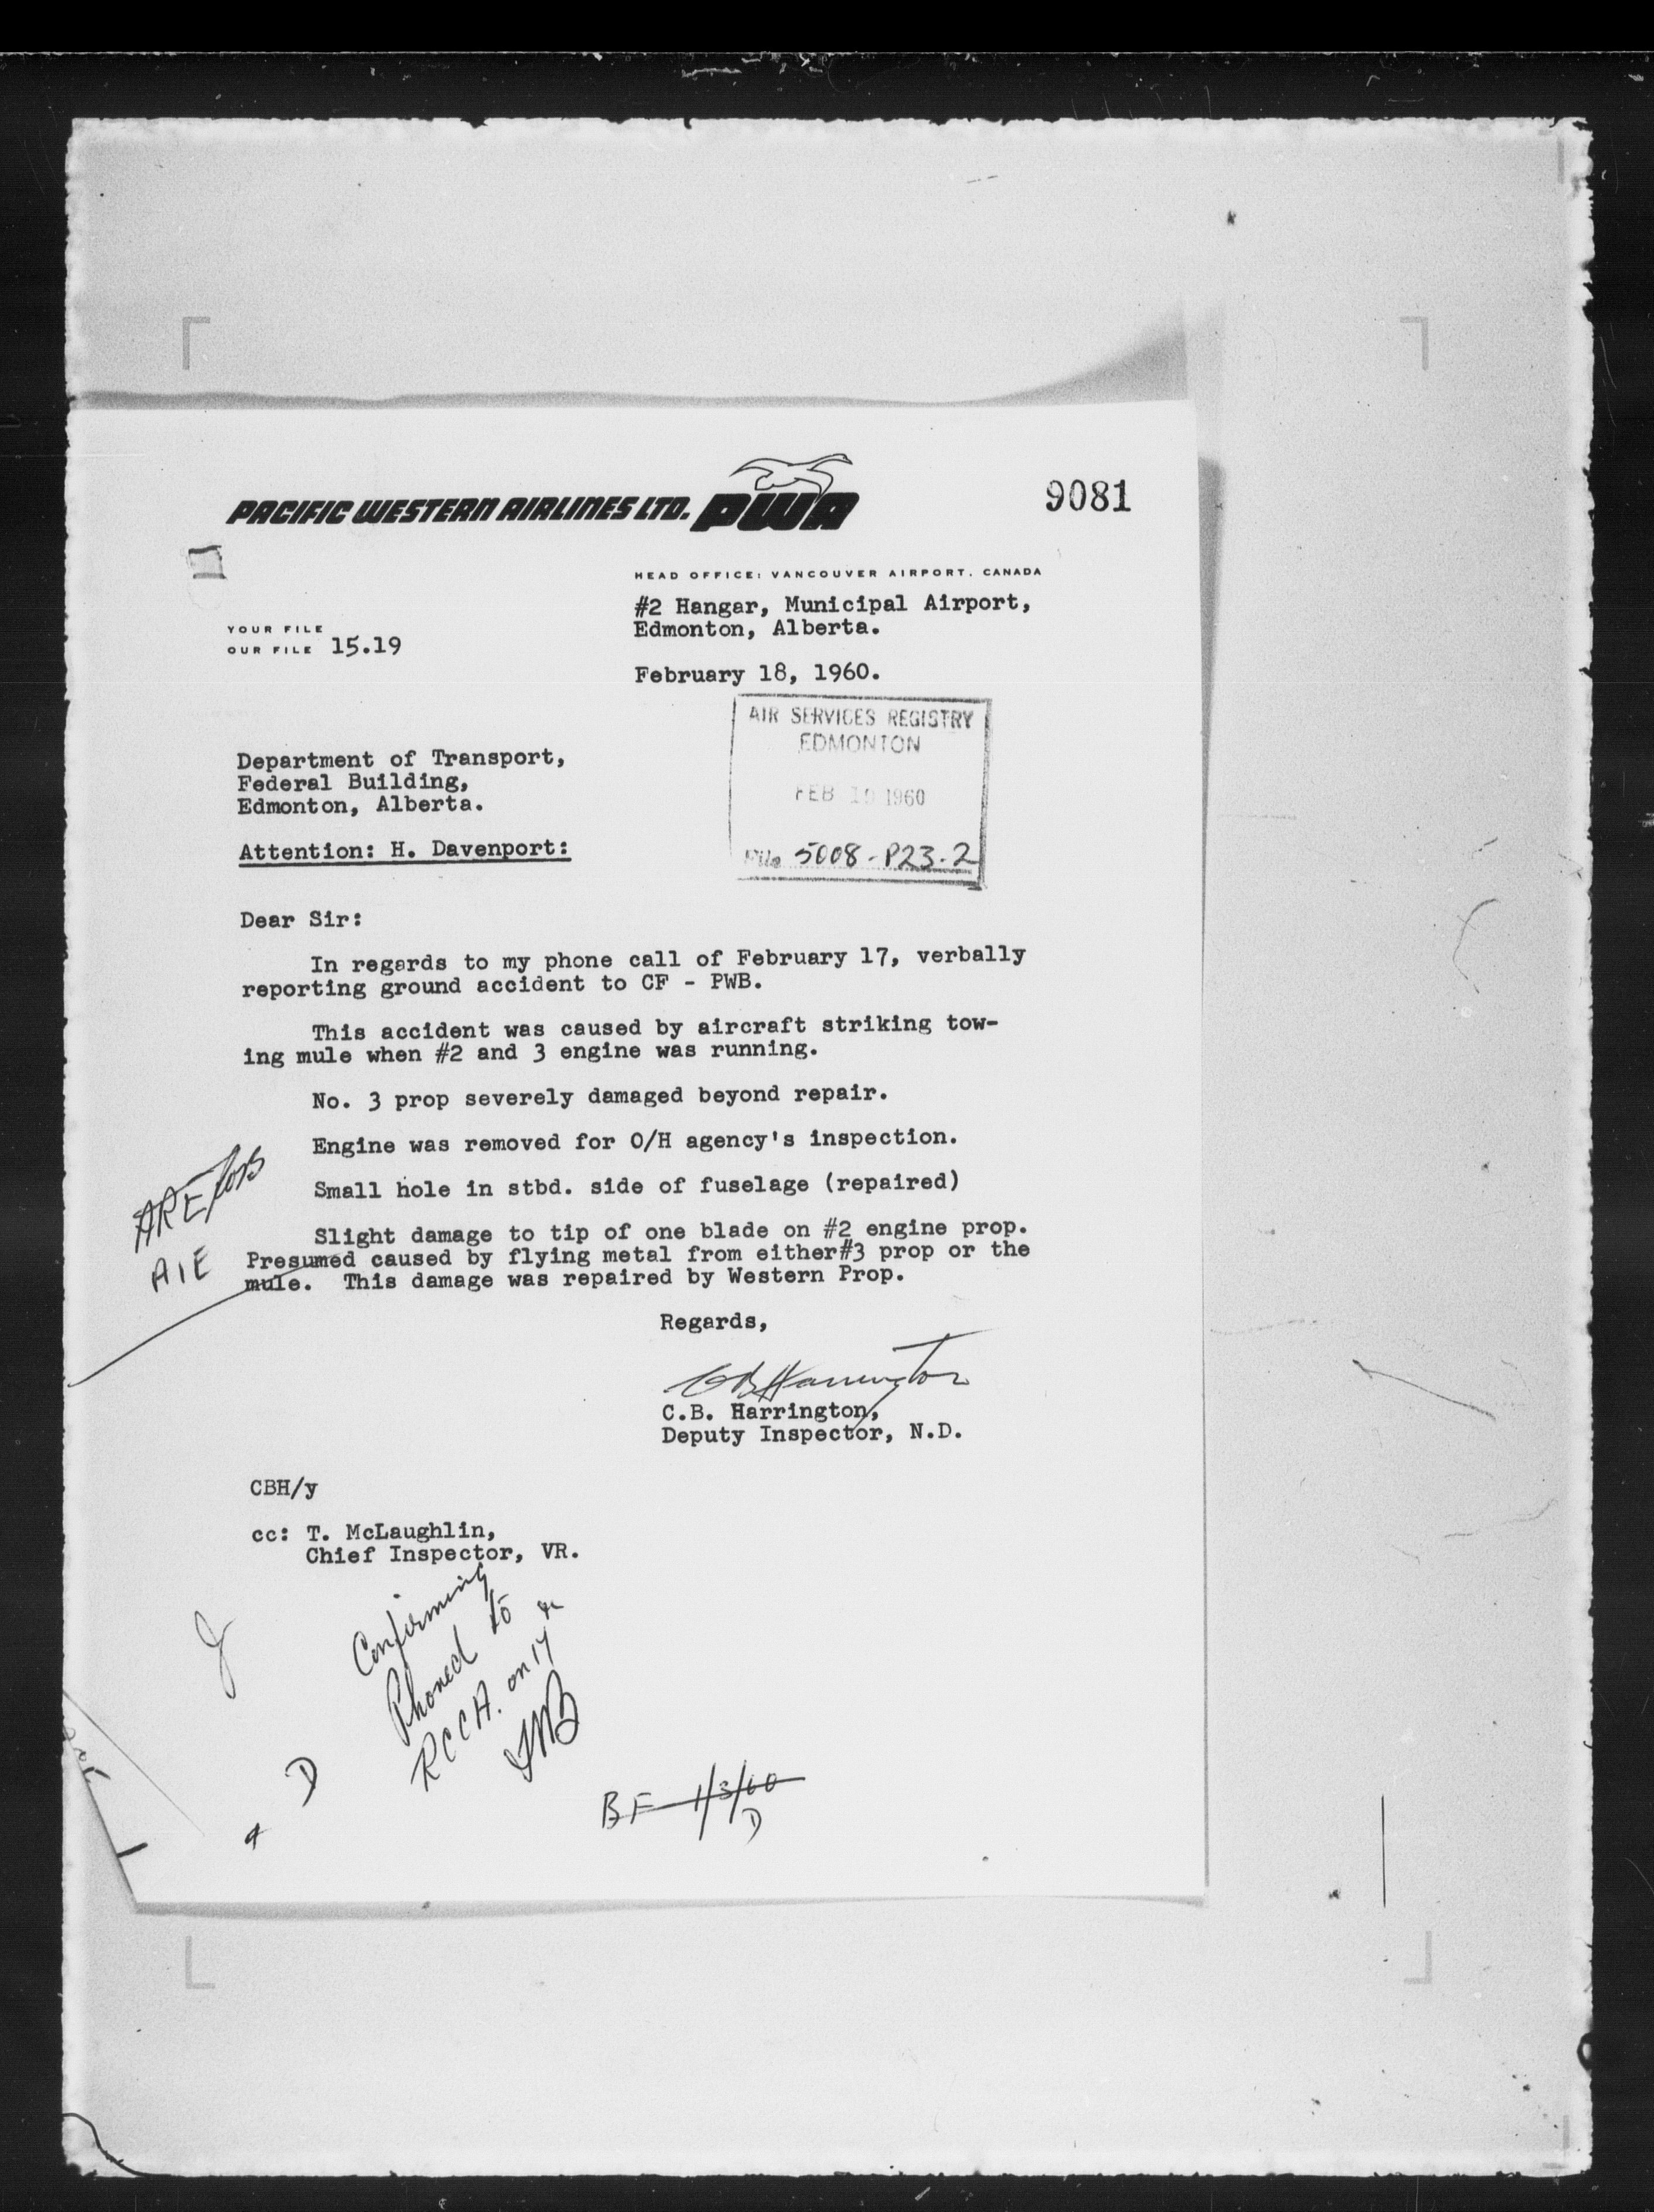 PACIFIC WESTERN AIRLINES LTD. PWA
9081
HEAD OFFICE: VANCOUVER AIRPORT, CANADA
#2 Hangar, Municipal Airport,
Edmonton, Alberta.
YOUR FILE
OUR FILE 15.19
February 18, 1960.
AIR SERVICES REGISTRY
EDMONTON
FEB 19 1960
File 5008-P23-2
Department of Transport,
Federal Building,
Edmonton, Alberta.
Attention: H. Davenport:
Dear Sir:
In regards to my phone call of February 17, verbally
reporting ground accident to CF - PWB.
This accident was caused by aircraft striking tow-
ing mule when #2 and 3 engine was running.
No. 3 prop severely damaged beyond repair.
Engine was removed for O/H agency's inspection.
Small hole in stbd. side of fuselage (repaired)
Slight damage to tip of one blade on #2 engine prop.
Presumed caused by flying metal from either#3 prop or the
mule. This damage was repaired by Western Prop.
ARE
AIE
Regards,
C.B. Harrington,
Deputy Inspector, N.D.
CBH/y
cc: T. McLaughlin,
Chief Inspector, VR.
Confirming
Phoned to
RCCA. on 17
D
BF 1/3/60
D